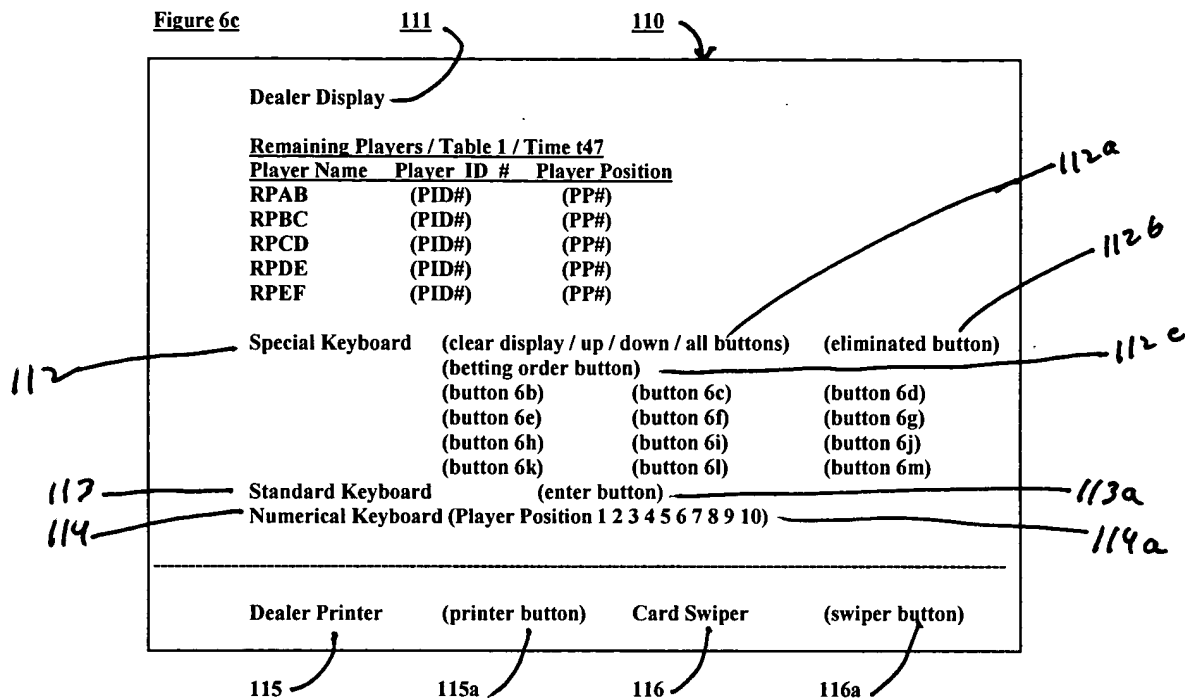 Figure 6c 111 110
Dealer Display
Remaining Players / Table 1 / Time t47
Player Name Player ID # Player Position
112a
RPAB (PID#) (PP#)
RPBC (PID#) (PP#)
112b
RPCD (PID#) (PP#)
RPDE (PID#) (PP#)
RPEF (PID#) (PP#)
Special Keyboard (clear display / up / down / all buttons) (eliminated button)
112 (betting order button) 112c
(button 6b) (button 6c) (button 6d)
(button 6e) (button 6f) (button 6g)
(button 6h) (button 6i) (button 6j)
(button 6k) (button 6l) (button 6m)
113 Standard Keyboard (enter button) 113a
114 Numerical Keyboard (Player Position 1 2 3 4 5 6 7 8 9 10) 114a
Dealer Printer (printer button) Card Swiper (swiper button)
115 115a 116 116a